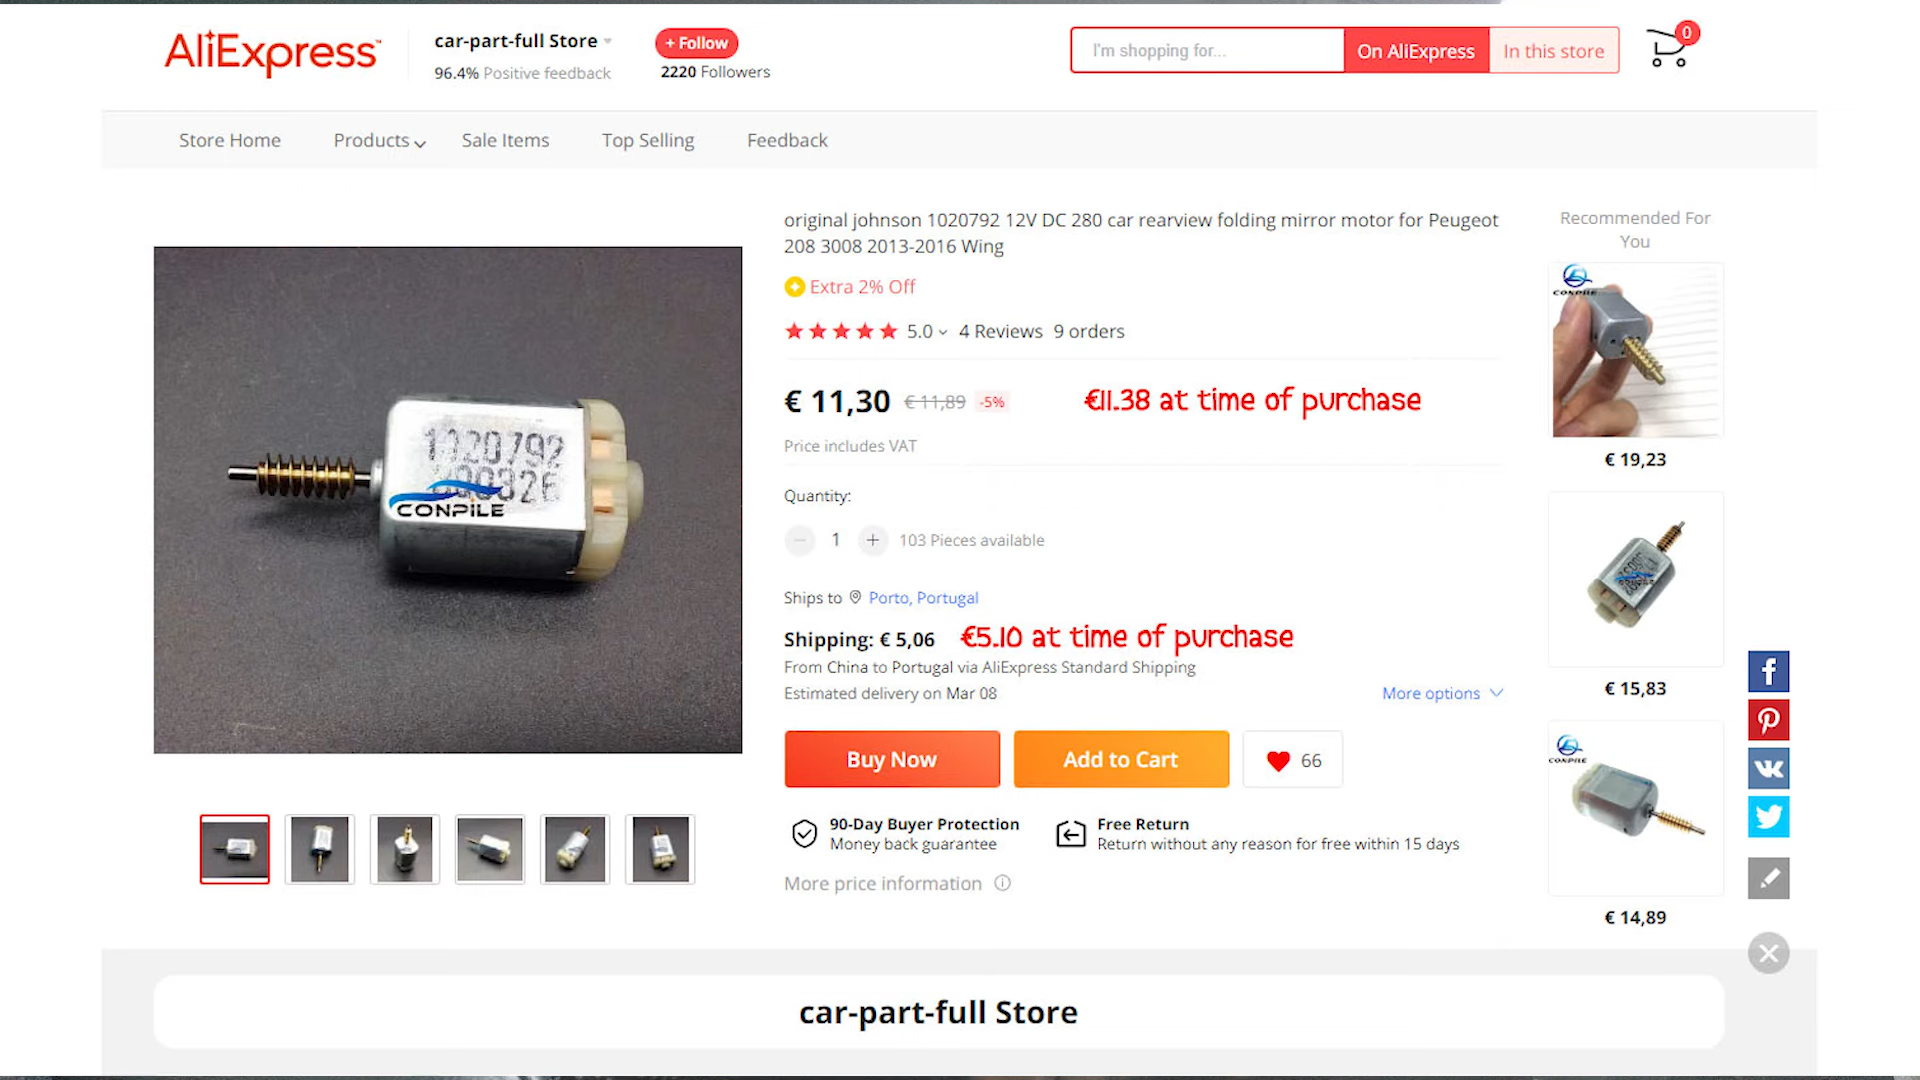 AliExpress™
car-part-full Store
96.4% Positive feedback
+ Follow
2220 Followers
I'm shopping for...
On AliExpress
In this store
0
Store Home
Products
Sale Items
Top Selling
Feedback
original johnson 1020792 12V DC 280 car rearview folding mirror motor for Peugeot
208 3008 2013-2016 Wing
Extra 2% Off
5.0
4 Reviews
9 orders
€ 11,30
€ 11,89
-5%
€11.38 at time of purchase
Price includes VAT
Quantity:
1
103 Pieces available
Ships to
Porto, Portugal
Shipping: € 5,06
€5.10 at time of purchase
From China to Portugal via AliExpress Standard Shipping
Estimated delivery on Mar 08
More options
Buy Now
Add to Cart
66
90-Day Buyer Protection
Money back guarantee
Free Return
Return without any reason for free within 15 days
More price information
1020792
CONPILE
Recommended For
You
CONPILE
€ 19,23
€ 15,83
CONPILE
€ 14,89
car-part-full Store